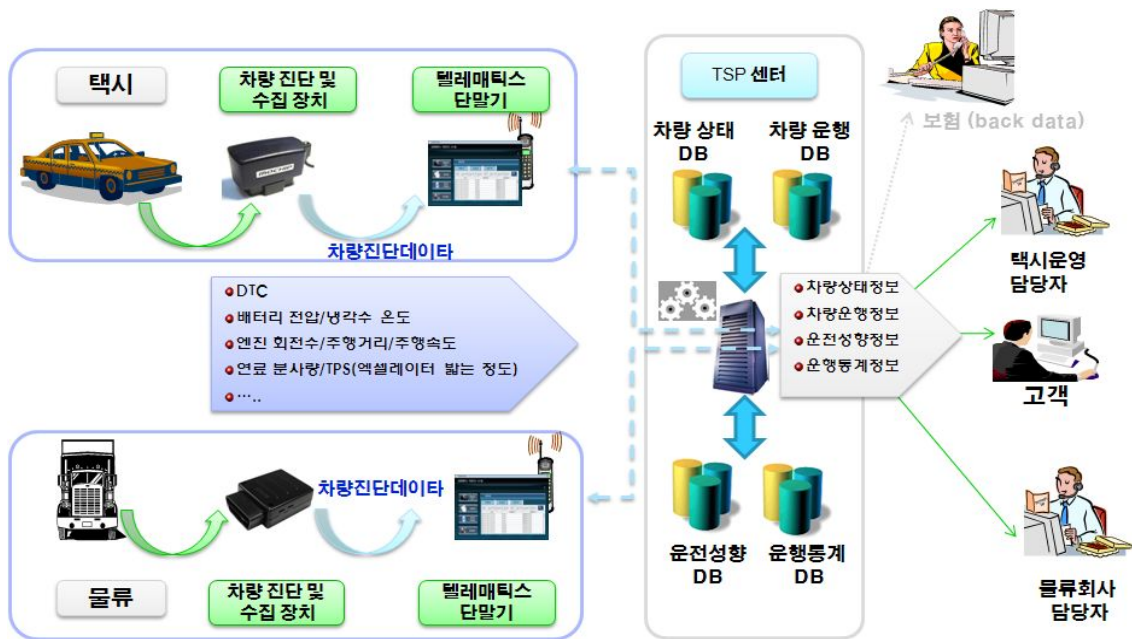 택시
차량 진단 및
수집 장치
텔레매틱스
단말기
차량진단데이타
DTC
배터리 전압/냉각수 온도
엔진 회전수/주행거리/주행속도
연료 분사량/TPS(엑셀레이터 밟는 정도)
…..
차량진단데이타
물류
차량 진단 및
수집 장치
텔레매틱스
단말기
TSP 센터
차량 상태
DB
차량 운행
DB
운전성향
DB
운행통계
DB
차량상태정보
차량운행정보
운전성향정보
운행통계정보
보험 (back data)
택시운영
담당자
고객
물류회사
담당자